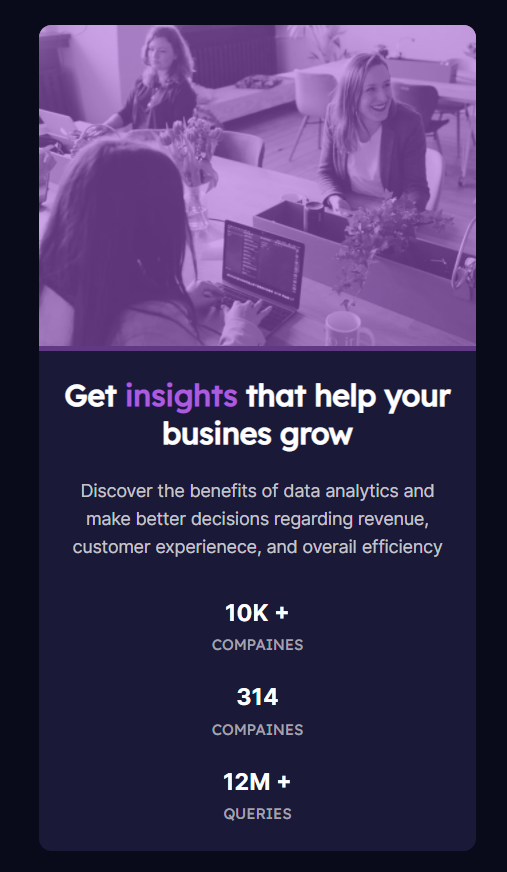 Get insights that help your
busines grow
Discover the benefits of data analytics and
make better decisions regarding revenue,
customer experienece, and overail efficiency
10K +
COMPAINES
314
COMPAINES
12M +
QUERIES